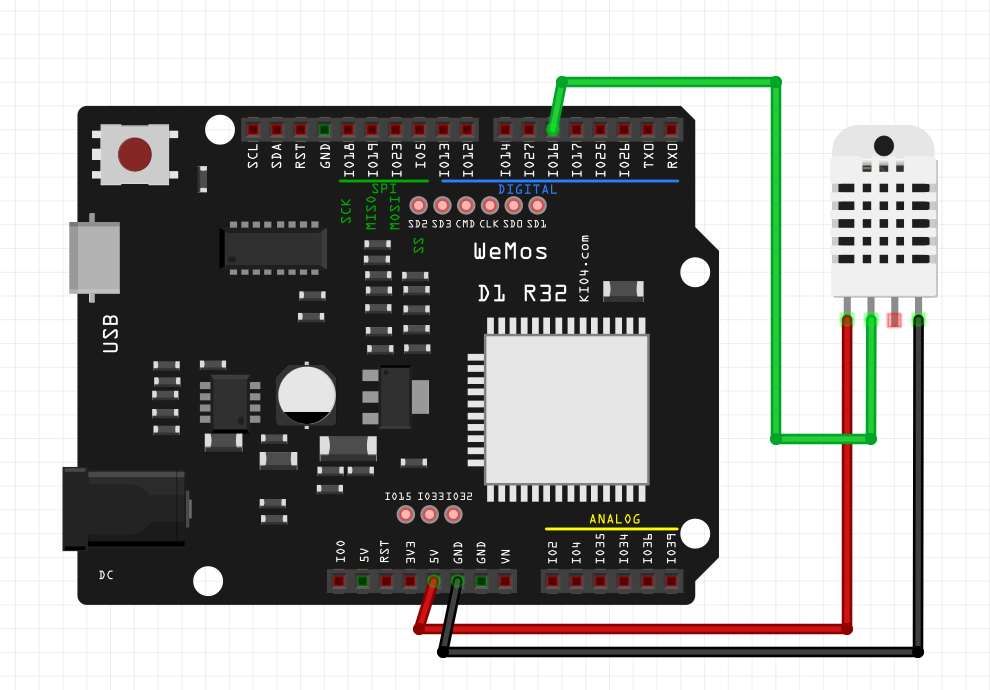 SCL SDA RST GND IO18 IO19 IO23 IO5 IO13 IO12 IO14 IO27 IO16 IO17 IO25 IO26 TXD RXD
SPI
DIGITAL
SCK MISO MOSI SS
SD2 SD3 CMD CLK SD0 SD1
WeMos
D1 R32
KIO4.com
USB
IO15 IO33 IO32
ANALOG
IO0 5V RST 3V3 5V GND GND VN IO2 IO4 IO35 IO34 IO36 IO39
DC